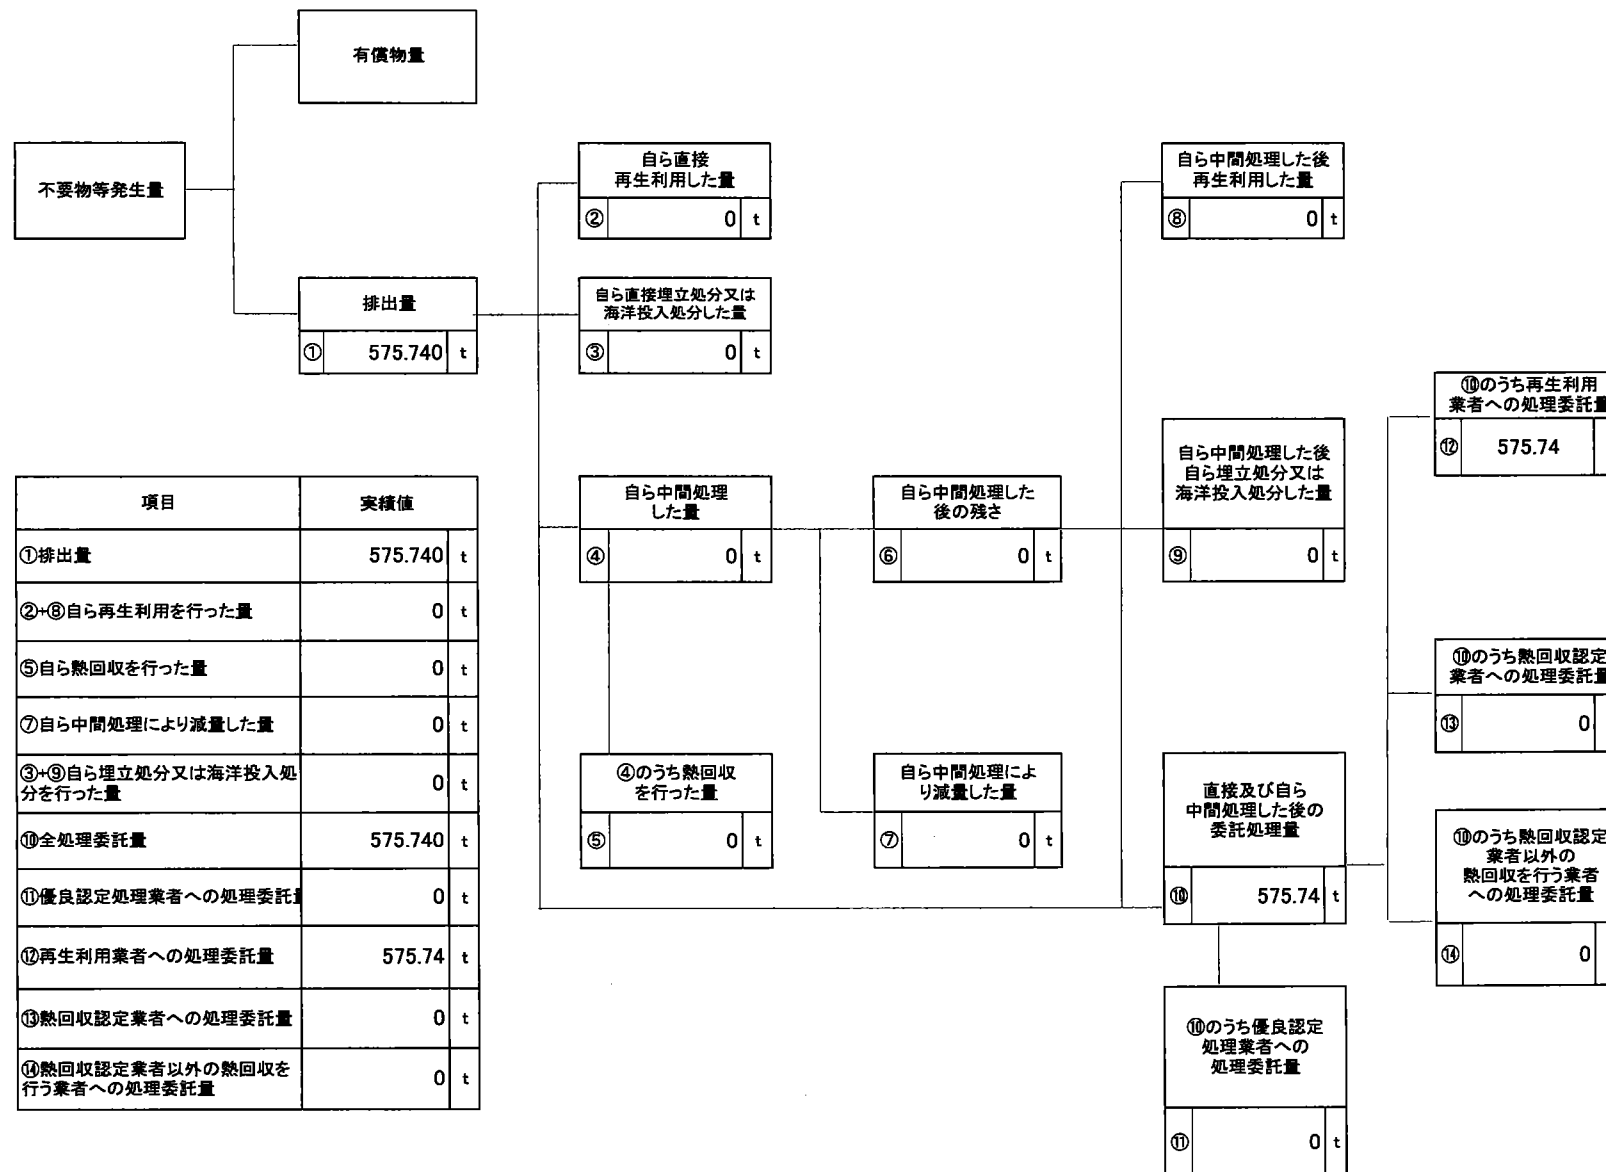 有償物量
不要物等発生量
排出量
① 575.740 t
自ら直接
再生利用した量
② 0 t
自ら直接埋立処分又は
海洋投入処分した量
③ 0 t
自ら中間処理
した量
④ 0 t
④のうち熱回収
を行った量
⑤ 0 t
自ら中間処理した
後の残さ
⑥ 0 t
自ら中間処理によ
り減量した量
⑦ 0 t
自ら中間処理した後
再生利用した量
⑧ 0 t
自ら中間処理した後
自ら埋立処分又は
海洋投入処分した量
⑨ 0 t
直接及び自ら
中間処理した後の
委託処理量
⑩ 575.74 t
⑩のうち優良認定
処理業者への
処理委託量
⑪ 0 t
⑩のうち再生利用
業者への処理委託量
⑫ 575.74
⑩のうち熱回収認定
業者への処理委託量
⑬ 0
⑩のうち熱回収認定
業者以外の
熱回収を行う業者
への処理委託量
⑭ 0
項目 実績値
①排出量 575.740 t
②+⑧自ら再生利用を行った量 0 t
⑤自ら熱回収を行った量 0 t
⑦自ら中間処理により減量した量 0 t
③+⑨自ら埋立処分又は海洋投入処
分を行った量 0 t
⑩全処理委託量 575.740 t
⑪優良認定処理業者への処理委託量 0 t
⑫再生利用業者への処理委託量 575.74 t
⑬熱回収認定業者への処理委託量 0 t
⑭熱回収認定業者以外の熱回収を
行う業者への処理委託量 0 t